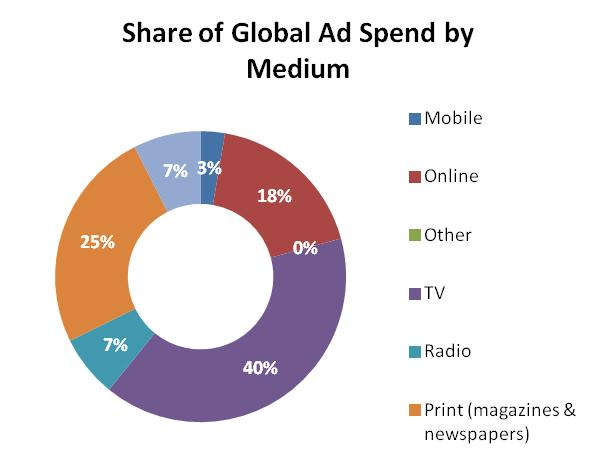 Share of Global Ad Spend by
Medium
7%
3%
18%
0%
25%
7%
40%
Mobile
Online
Other
TV
Radio
Print (magazines &
newspapers)